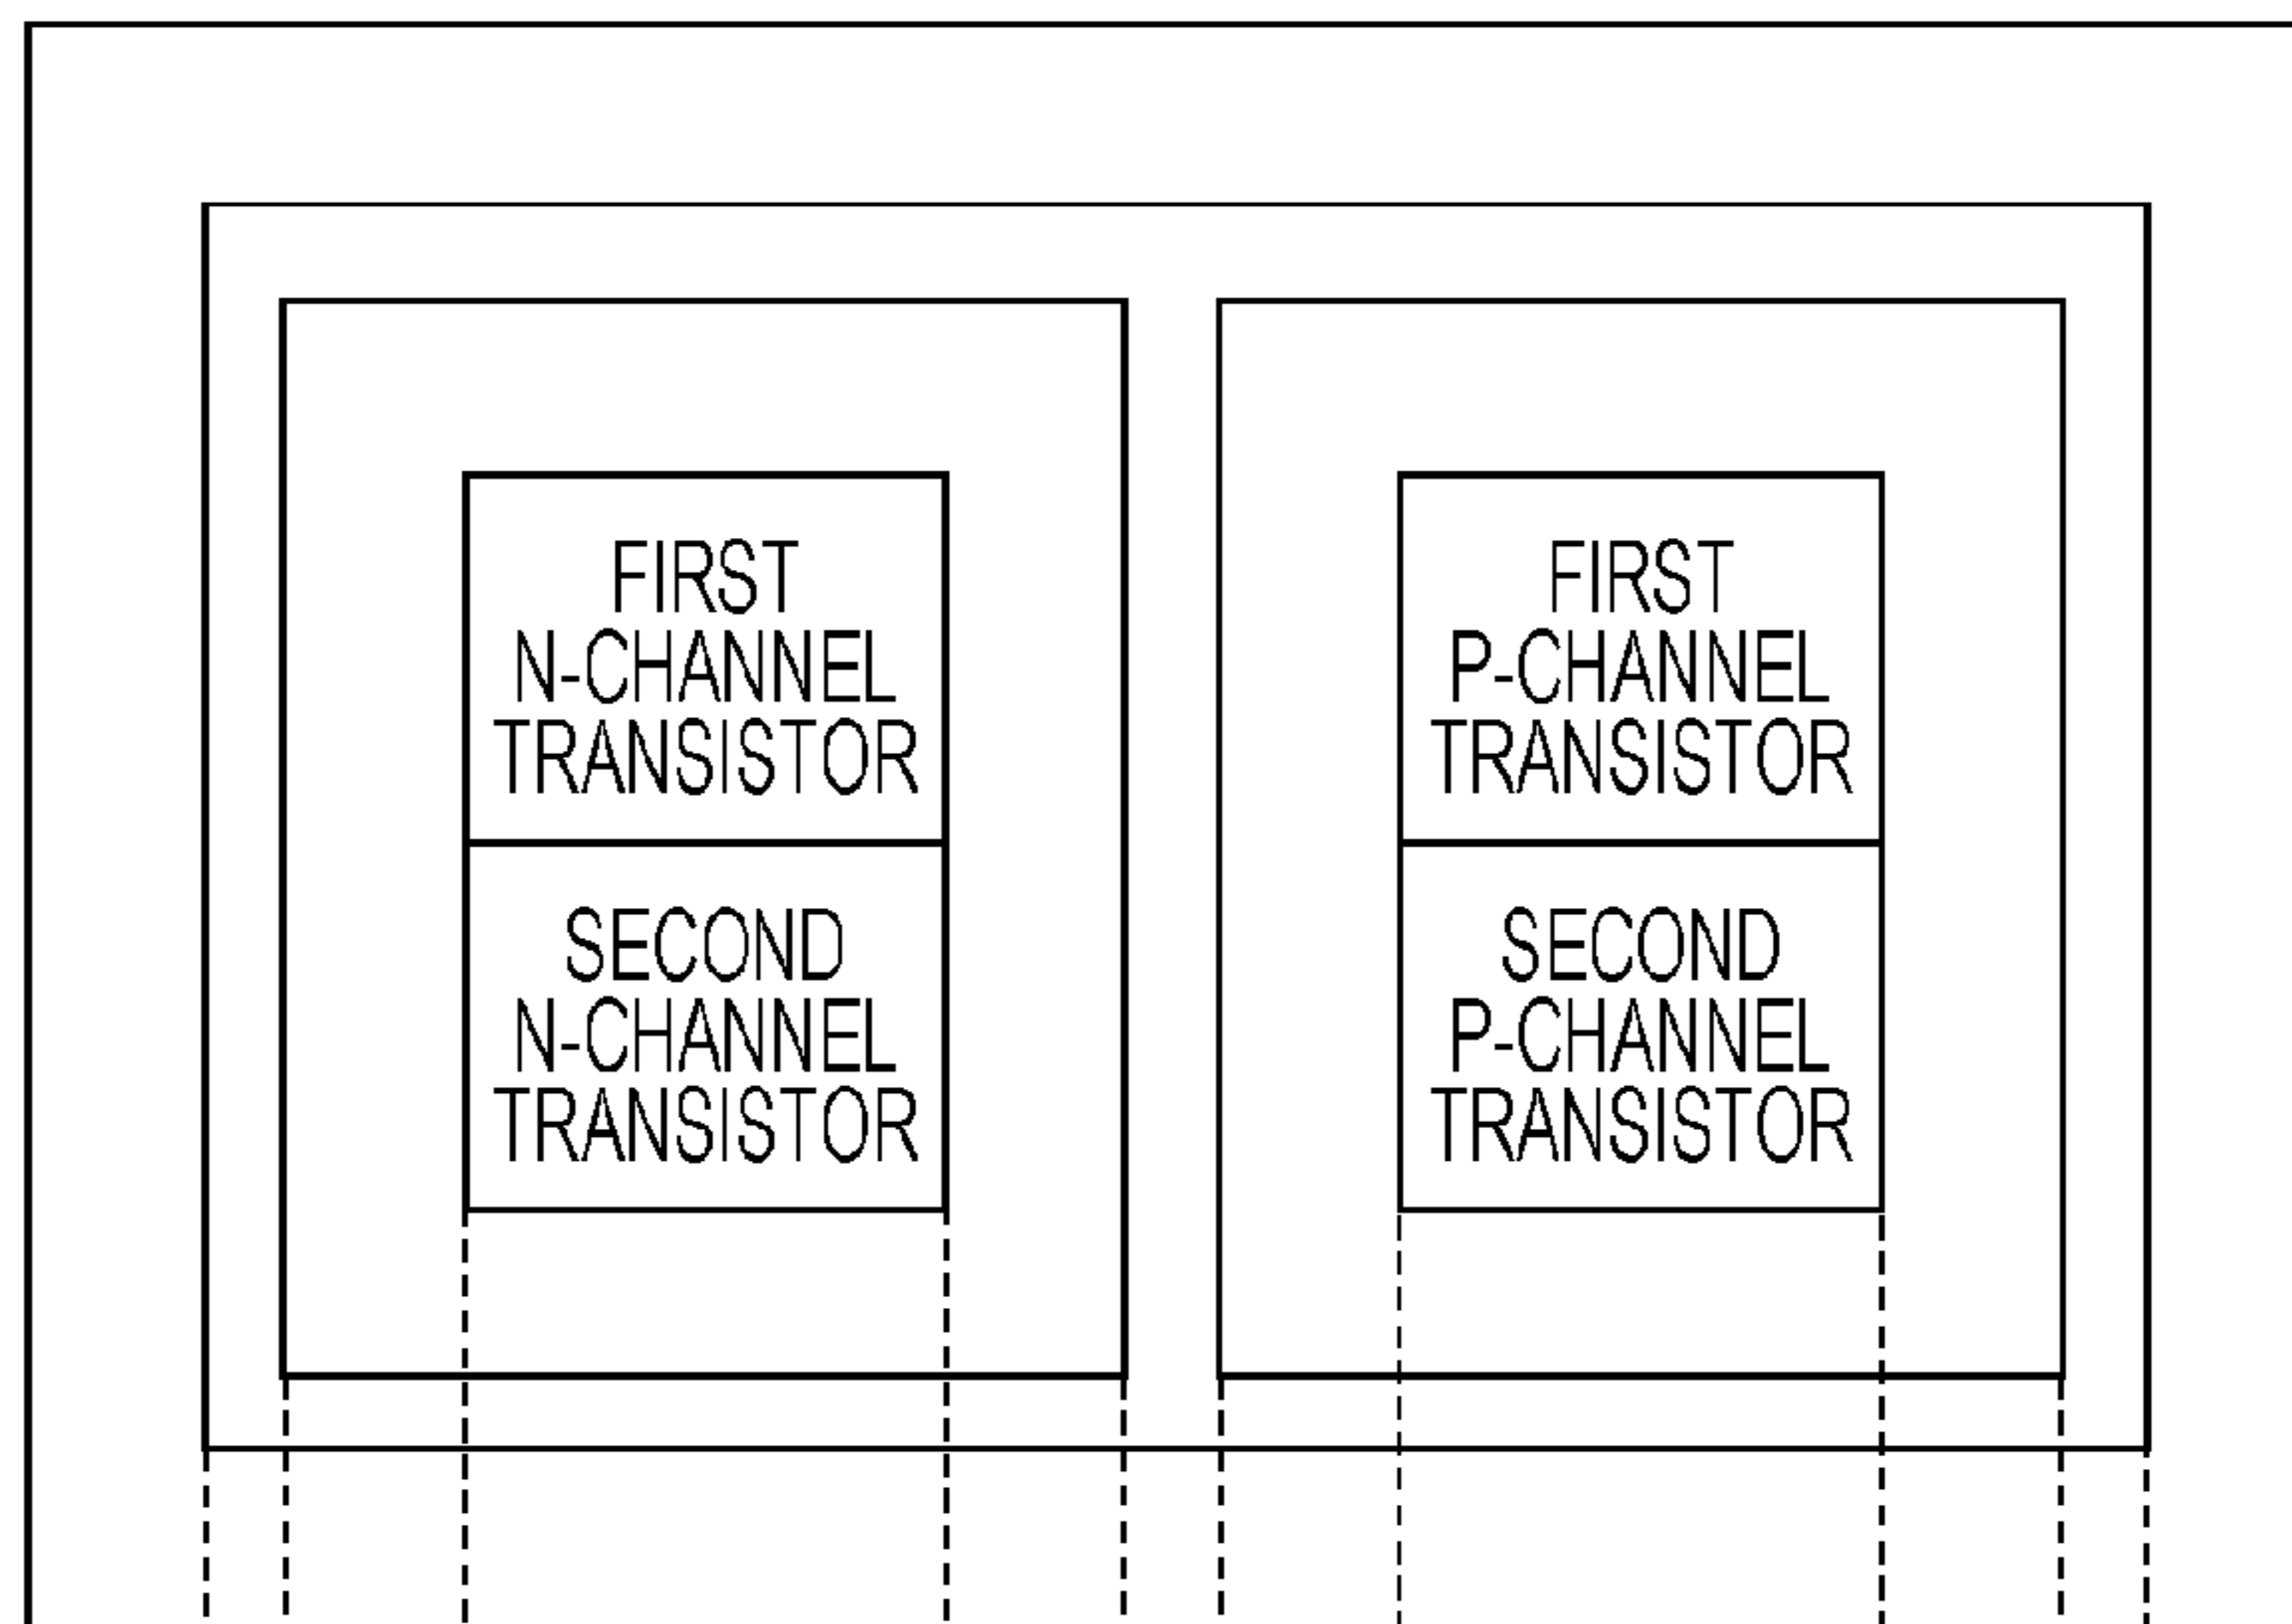 FIRST
N-CHANNEL
TRANSISTOR
SECOND
N-CHANNEL
TRANSISTOR
FIRST
P-CHANNEL
TRANSISTOR
SECOND
P-CHANNEL
TRANSISTOR